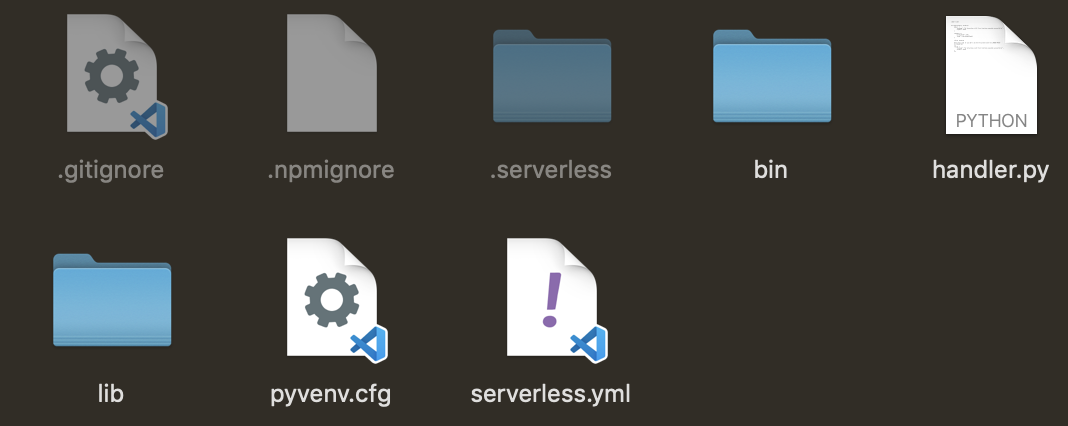 .gitignore
.npmignore
.serverless
bin
PYTHON
handler.py
lib
pyvenv.cfg
serverless.yml